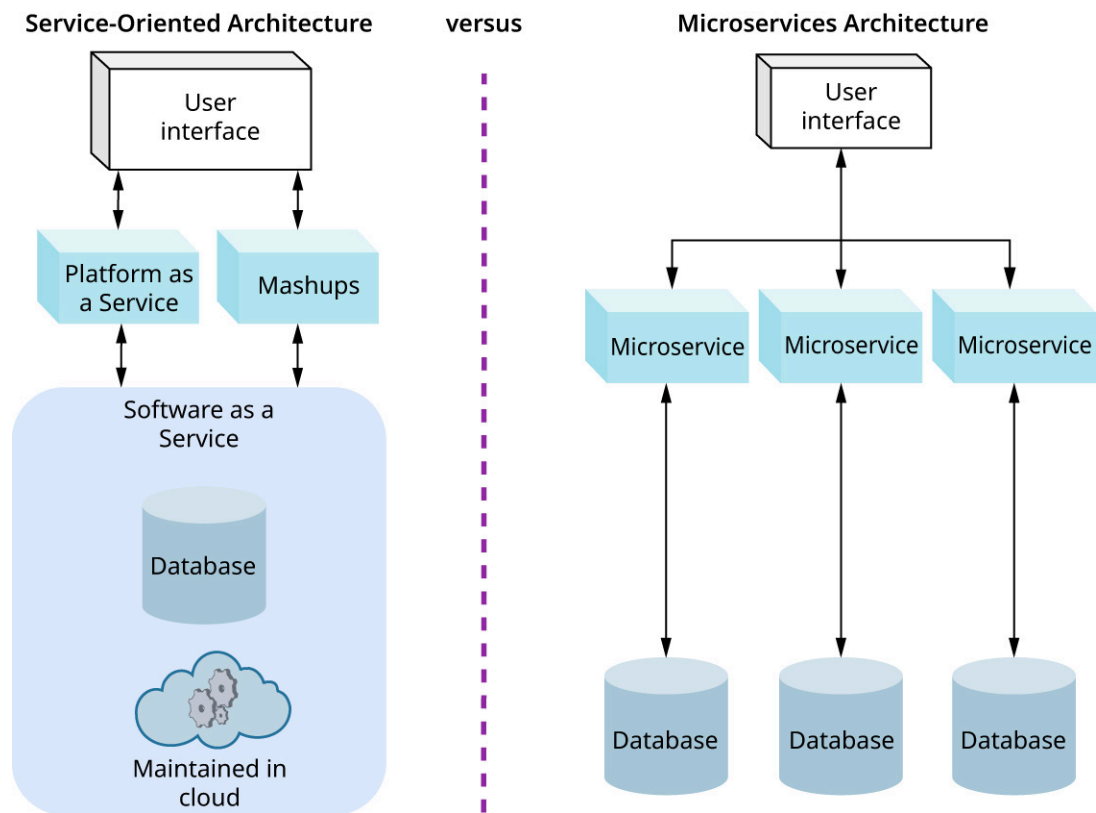 Service-Oriented Architecture
versus
Microservices Architecture
User
interface
Platform as
a Service
Mashups
Software as a
Service
Database
Maintained in
cloud
User
interface
Microservice
Microservice
Microservice
Database
Database
Database